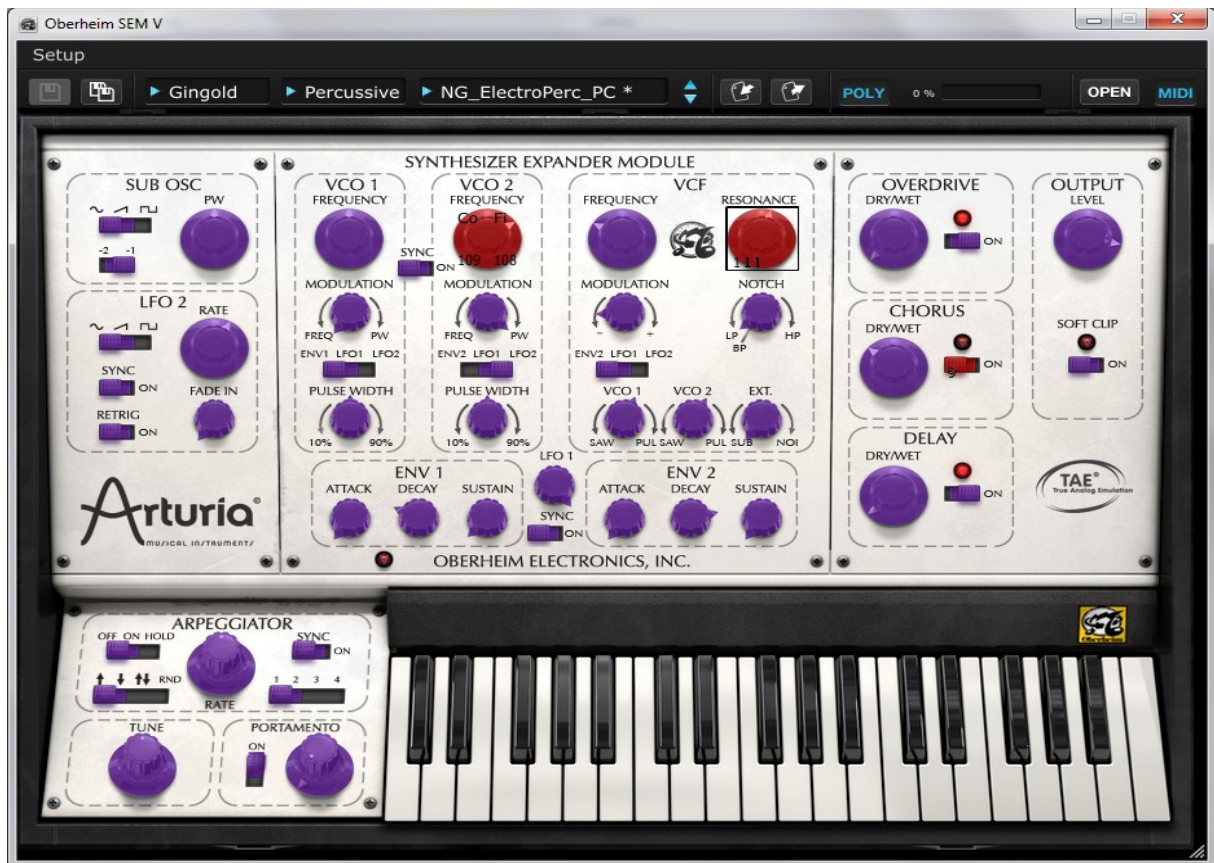 Oberheim SEM V
Setup
Gingold Percussive NG_ElectroPerc_PC * POLY 0 % OPEN MIDI
SYNTHESIZER EXPANDER MODULE
SUB OSC
PW
-2 -1
LFO 2
RATE
SYNC
ON
FADE IN
RETRIG
ON
Arturia
MUSICAL INSTRUMENTS
VCO 1
FREQUENCY
SYNC
ON
MODULATION
FREQ PW
ENV1 LFO1 LFO2
PULSE WIDTH
10% 90%
VCO 2
FREQUENCY
Co Fi
109 108
MODULATION
FREQ PW
ENV2 LFO1 LFO2
PULSE WIDTH
10% 90%
VCF
FREQUENCY
RESONANCE
111
MODULATION
- +
NOTCH
LP HP
BP
ENV2 LFO1 LFO2
VCO 1 VCO 2 EXT.
SAW PUL SAW PUL SUB NOI
ENV 1
ATTACK DECAY SUSTAIN
LFO 1
SYNC
ON
ENV 2
ATTACK DECAY SUSTAIN
OBERHEIM ELECTRONICS, INC.
OVERDRIVE
DRY/WET
ON
CHORUS
DRY/WET
9
ON
DELAY
DRY/WET
ON
OUTPUT
LEVEL
SOFT CLIP
ON
TAE®
True Analog Emulation
ARPEGGIATOR
OFF ON HOLD
SYNC
ON
RND
1 2 3 4
RATE
TUNE
PORTAMENTO
ON
Oberheim